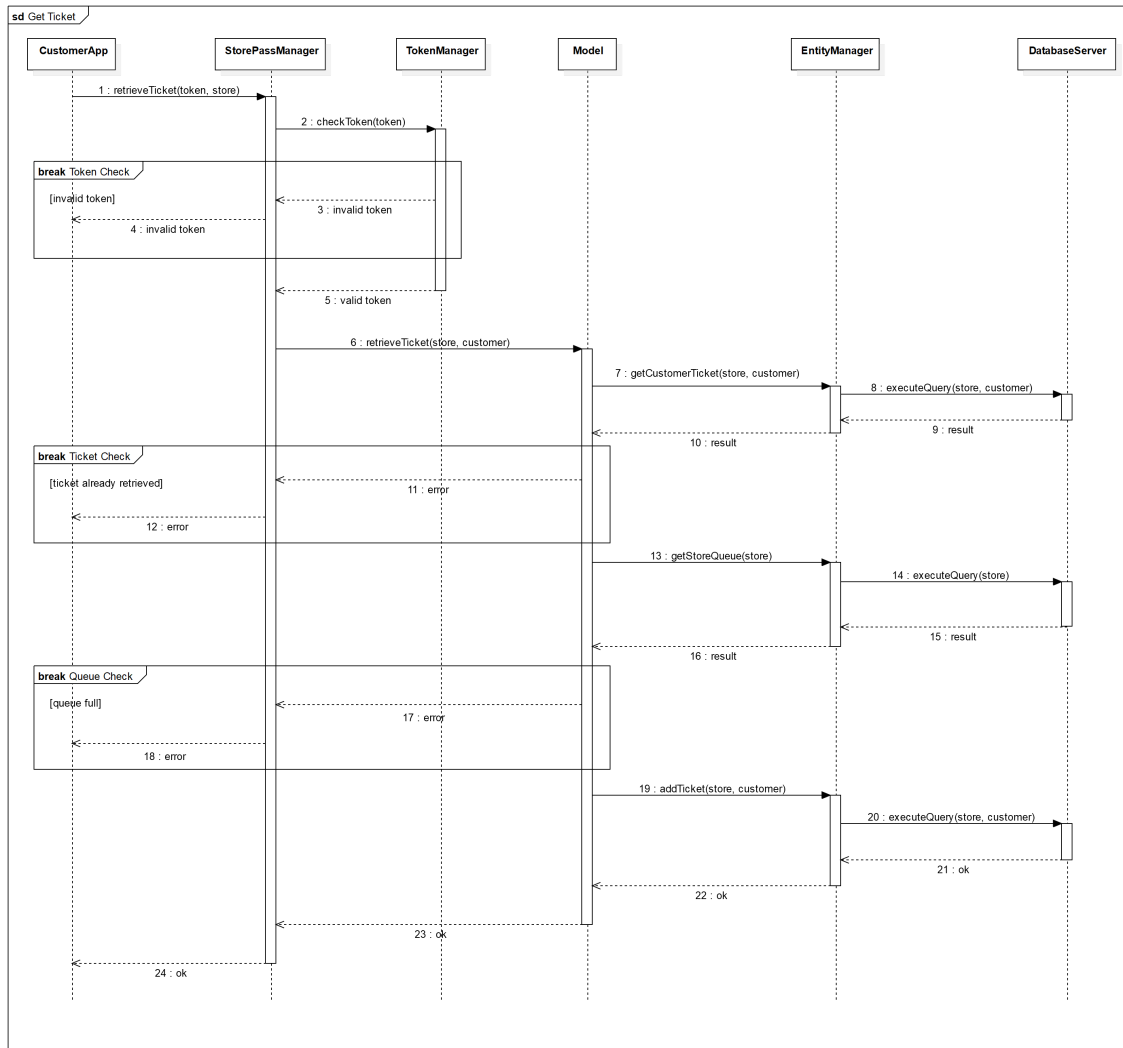 sd Get Ticket
CustomerApp
StorePassManager
TokenManager
Model
EntityManager
DatabaseServer
1 : retrieveTicket(token, store)
2 : checkToken(token)
break Token Check
[invalid token]
3 : invalid token
4 : invalid token
5 : valid token
6 : retrieveTicket(store, customer)
7 : getCustomerTicket(store, customer)
8 : executeQuery(store, customer)
9 : result
10 : result
break Ticket Check
[ticket already retrieved]
11 : error
12 : error
13 : getStoreQueue(store)
14 : executeQuery(store)
15 : result
16 : result
break Queue Check
[queue full]
17 : error
18 : error
19 : addTicket(store, customer)
20 : executeQuery(store, customer)
21 : ok
22 : ok
23 : ok
24 : ok